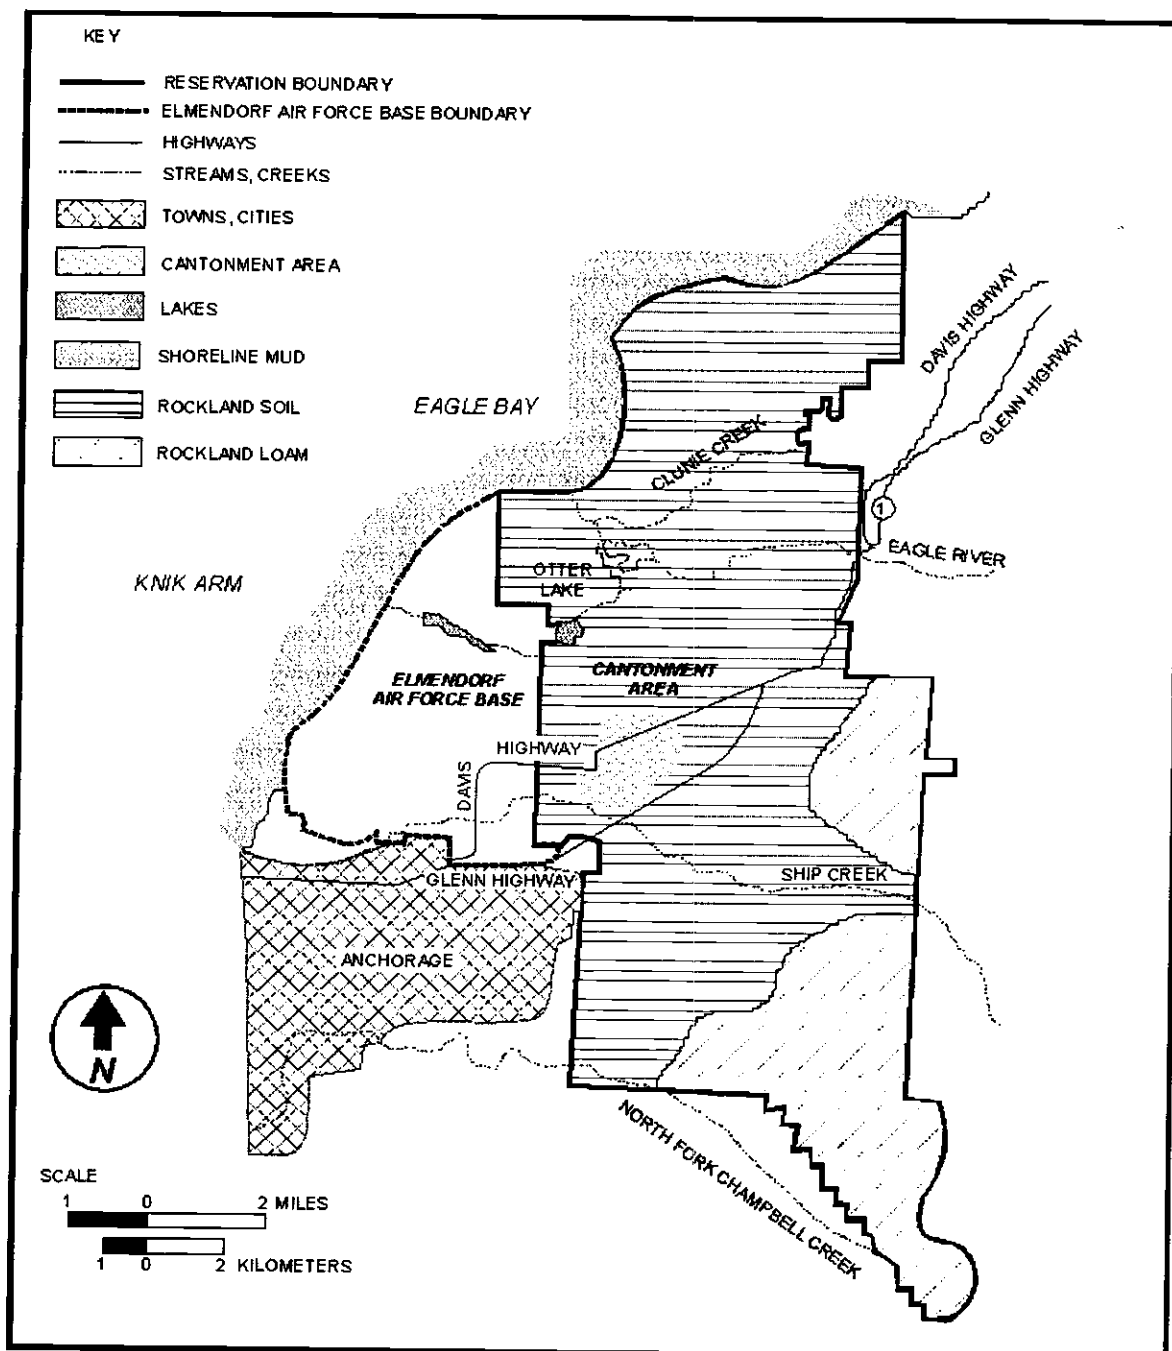 KEY
RESERVATION BOUNDARY
ELMENDORF AIR FORCE BASE BOUNDARY
HIGHWAYS
STREAMS, CREEKS
TOWNS, CITIES
CANTONMENT AREA
LAKES
SHORELINE MUD
ROCKLAND SOIL
ROCKLAND LOAM
DAVIS HIGHWAY
GLENN HIGHWAY
EAGLE BAY
CLUNIE CREEK
1
EAGLE RIVER
KNIK ARM
OTTER
LAKE
ELMENDORF
AIR FORCE BASE
CANTONMENT
AREA
HIGHWAY
DAVIS
GLENN HIGHWAY
SHIP CREEK
ANCHORAGE
N
NORTH FORK CHAMPBELL CREEK
SCALE
1 0 2 MILES
1 0 2 KILOMETERS